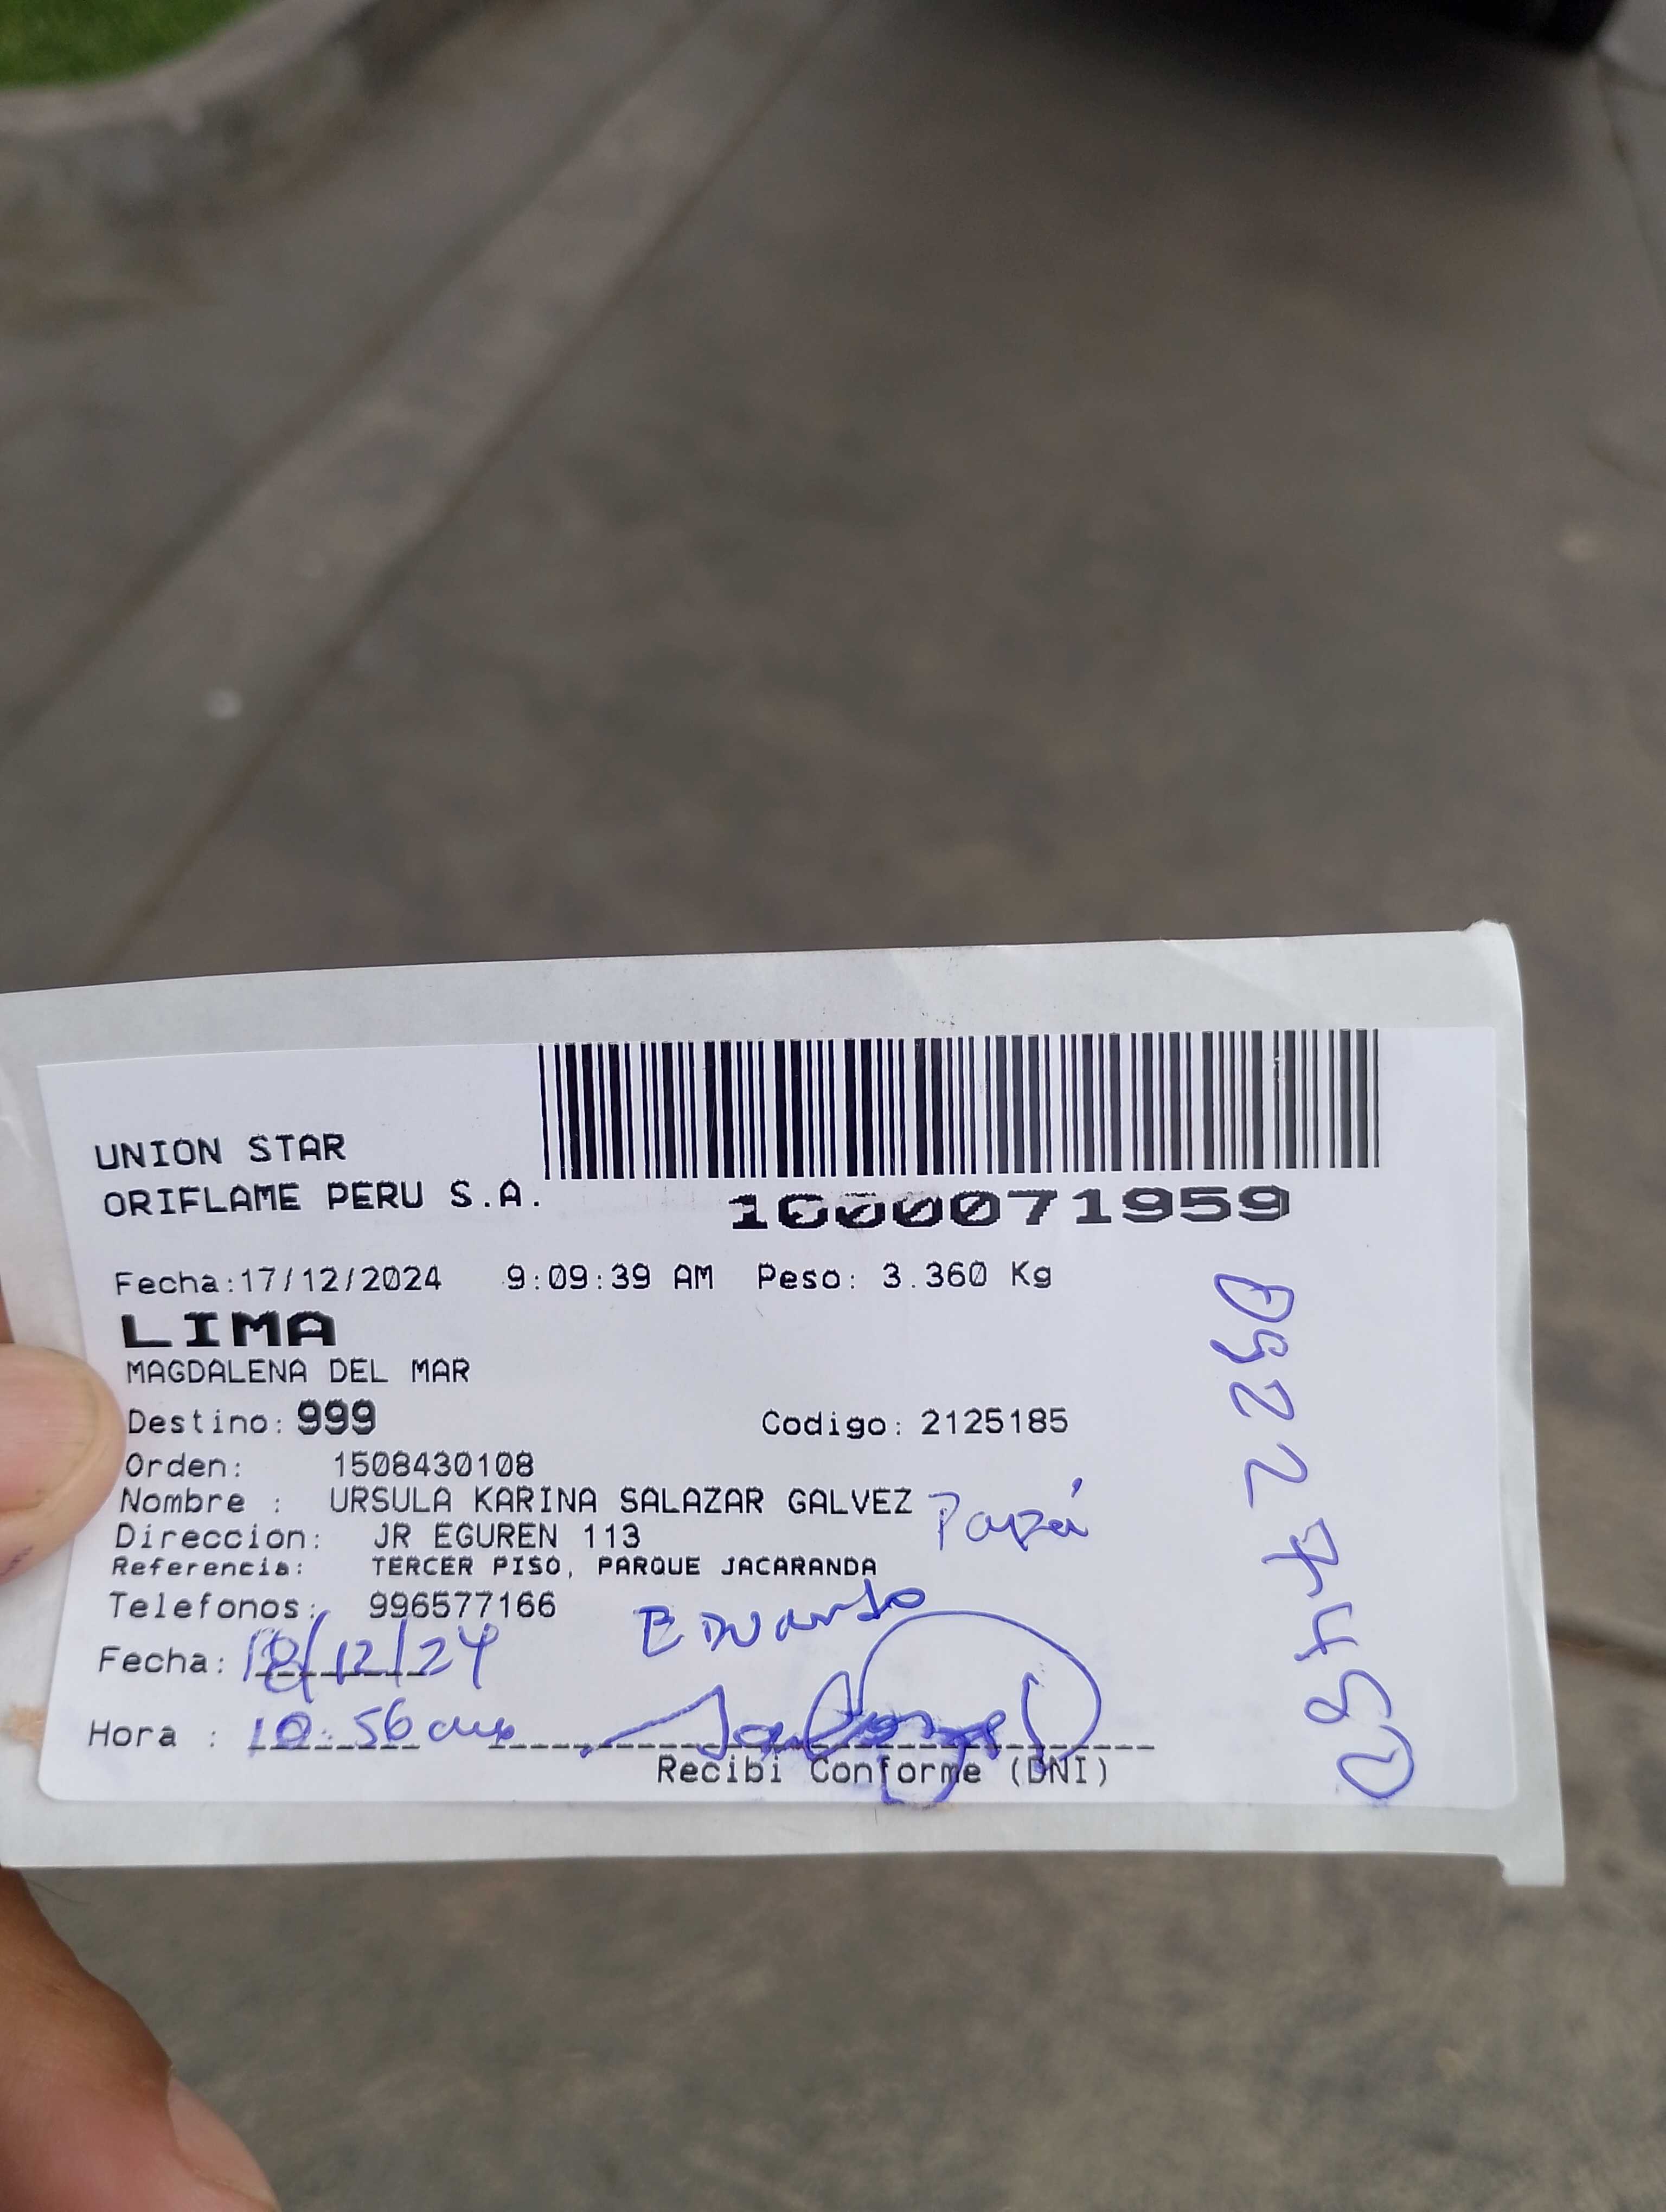 UNION STAR
ORIFLAME PERU S.A.
1000071959
Fecha:17/12/2024 9:09:39 AM Peso: 3.360 Kg
LIMA
MAGDALENA DEL MAR
Destino: 999 Codigo: 2125185
Orden: 1508430108
Nombre : URSULA KARINA SALAZAR GALVEZ Papá
Direccion: JR EGUREN 113
Referencia: TERCER PISO, PARQUE JACARANDA
Telefonos: 996577166
Eduardo
Fecha: 18/12/24
Hora : 10:56 am
Recibi Conforme (DNI)